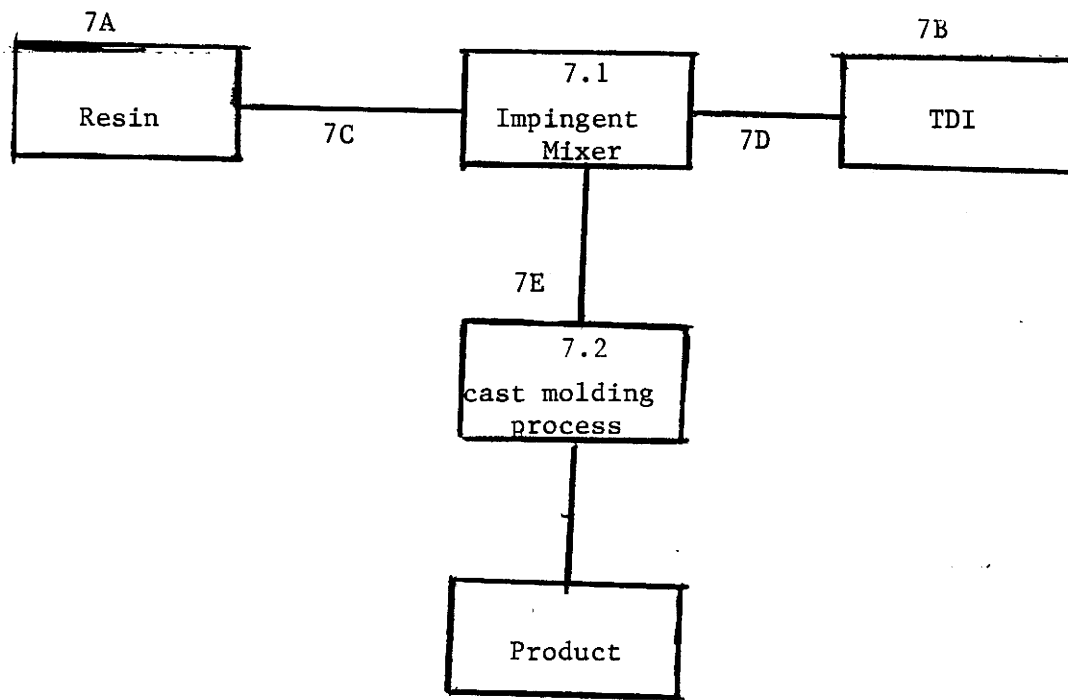 7A
7B
Resin
7C
7.1
Impingent
Mixer
7D
TDI
7E
7.2
cast molding
process
Product